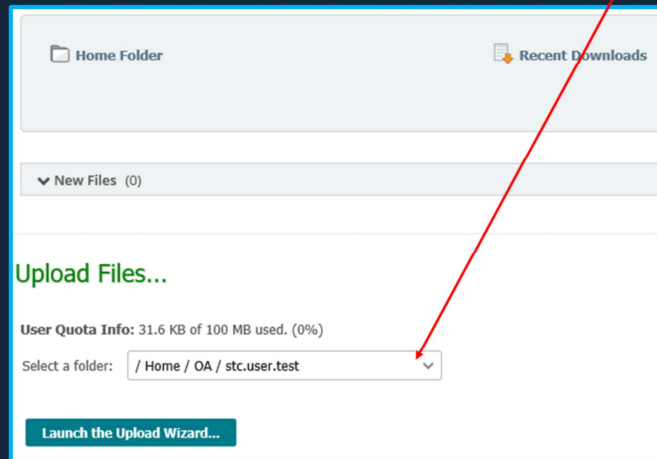 Home Folder
Recent Downloads
New Files (0)
Upload Files...
User Quota Info: 31.6 KB of 100 MB used. (0%)
Select a folder: / Home / OA / stc.user.test
Launch the Upload Wizard...